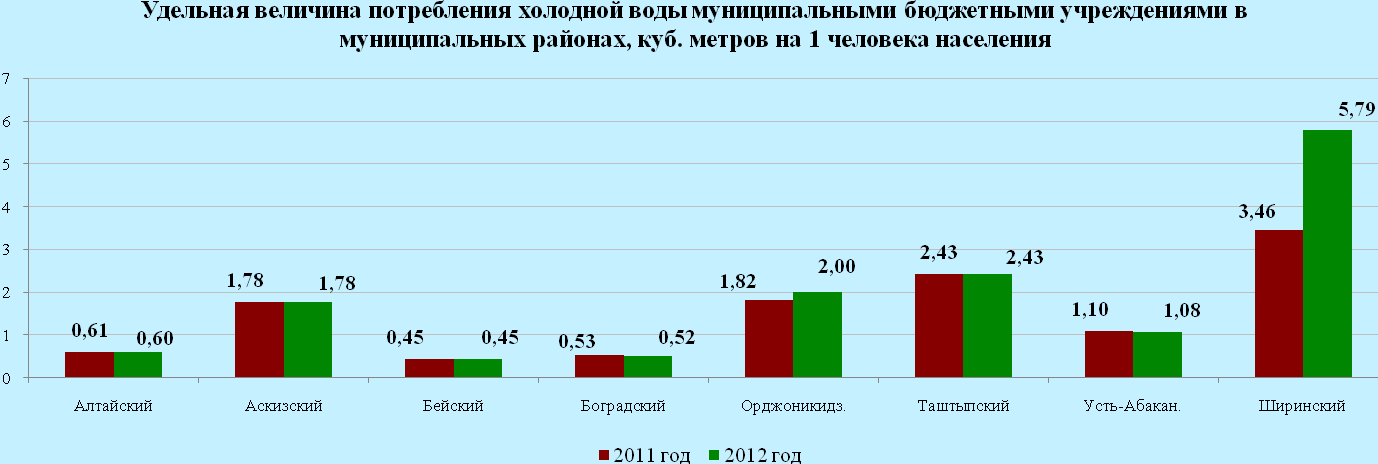 Удельная величина потребления холодной воды муниципальными бюджетными учреждениями в
муниципальных районах, куб. метров на 1 человека населения
7
6
5
4
3
2
1
0
0,61
0,60
1,78
1,78
0,45
0,45
0,53
0,52
1,82
2,00
2,43
2,43
1,10
1,08
3,46
5,79
Алтайский
Аскизский
Бейский
Боградский
Орджоникидз.
Таштыпский
Усть-Абакан.
Ширинский
2011 год
2012 год